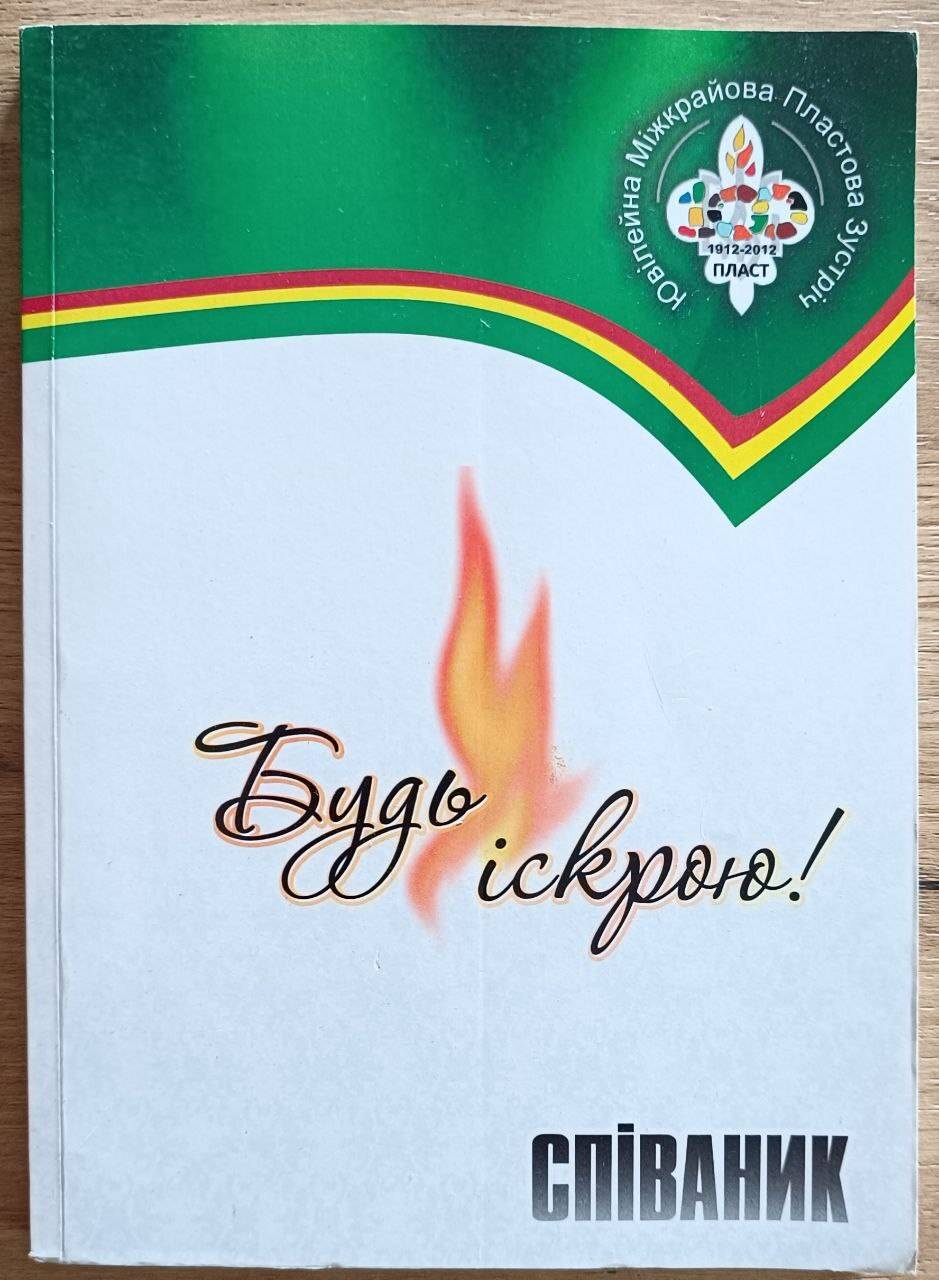 Ювілейна Міжкрайова Пластова Зустріч
1912-2012
ПЛАСТ
Будь
іскрою!
СПІВАНИК